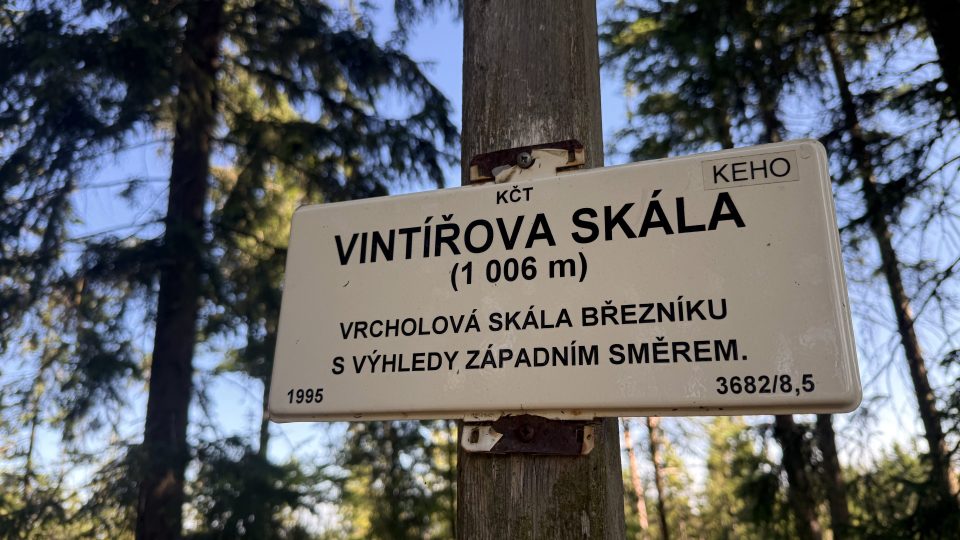 KČT
KEHO
VINTÍŘOVA SKÁLA
(1 006 m)
VRCHOLOVÁ SKÁLA BŘEZNÍKU
S VÝHLEDY ZÁPADNÍM SMĚREM.
1995
3682/8,5